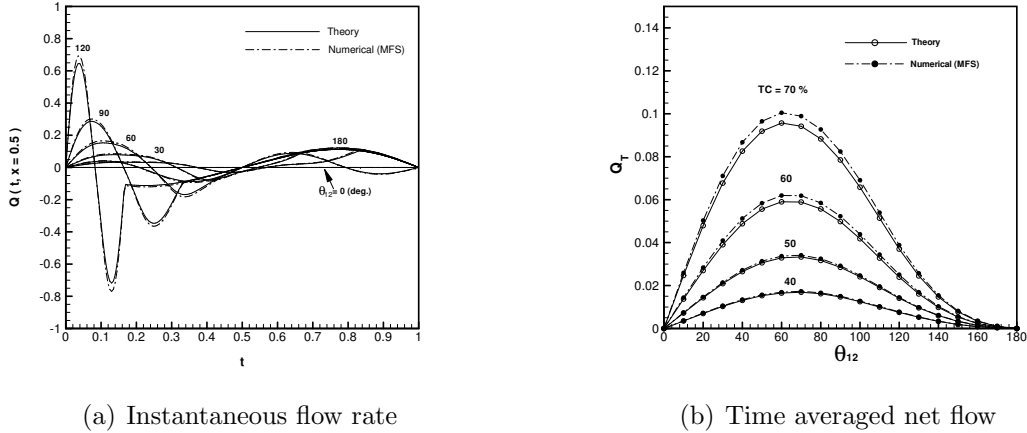 Q ( t, x = 0.5 )
1
0.8
0.6
0.4
0.2
0
-0.2
-0.4
-0.6
-0.8
-1
0 0.1 0.2 0.3 0.4 0.5 0.6 0.7 0.8 0.9 1
t
Theory
Numerical (MFS)
120
90
60
30
180
θ12= 0 (deg.)
(a) Instantaneous flow rate
QT
0.14
0.12
0.1
0.08
0.06
0.04
0.02
0
0 20 40 60 80 100 120 140 160 180
θ12
Theory
Numerical (MFS)
TC = 70 %
60
50
40
(b) Time averaged net flow